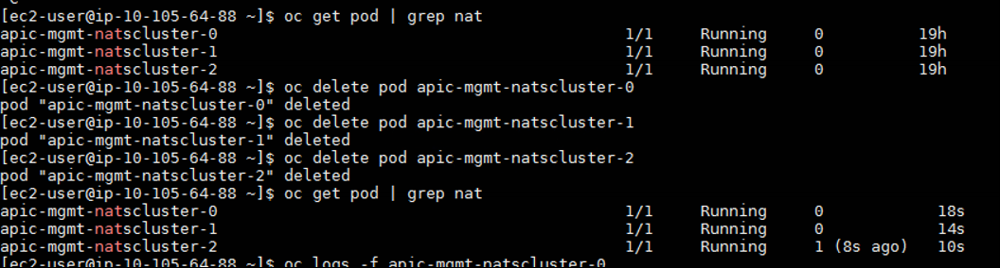 [ec2-user@ip-10-105-64-88 ~]$ oc get pod | grep nat
apic-mgmt-natscluster-0 1/1 Running 0 19h
apic-mgmt-natscluster-1 1/1 Running 0 19h
apic-mgmt-natscluster-2 1/1 Running 0 19h
[ec2-user@ip-10-105-64-88 ~]$ oc delete pod apic-mgmt-natscluster-0
pod "apic-mgmt-natscluster-0" deleted
[ec2-user@ip-10-105-64-88 ~]$ oc delete pod apic-mgmt-natscluster-1
pod "apic-mgmt-natscluster-1" deleted
[ec2-user@ip-10-105-64-88 ~]$ oc delete pod apic-mgmt-natscluster-2
pod "apic-mgmt-natscluster-2" deleted
[ec2-user@ip-10-105-64-88 ~]$ oc get pod | grep nat
apic-mgmt-natscluster-0 1/1 Running 0 18s
apic-mgmt-natscluster-1 1/1 Running 0 14s
apic-mgmt-natscluster-2 1/1 Running 1 (8s ago) 10s
[ec2-user@ip-10-105-64-88 ~]$ oc logs -f apic-mgmt-natscluster-0